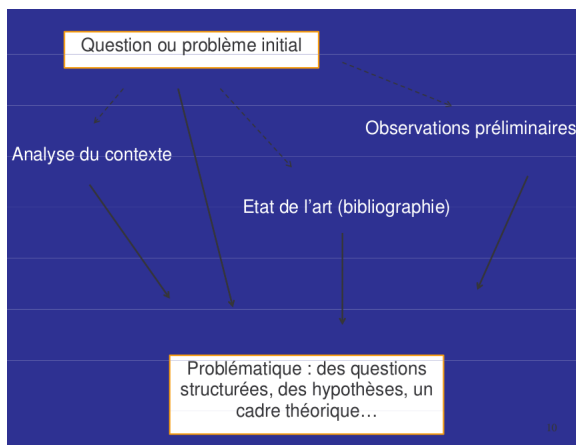 Question ou problème initial
Observations préliminaires
Analyse du contexte
Etat de l’art (bibliographie)
Problématique : des questions
structurées, des hypothèses, un
cadre théorique…